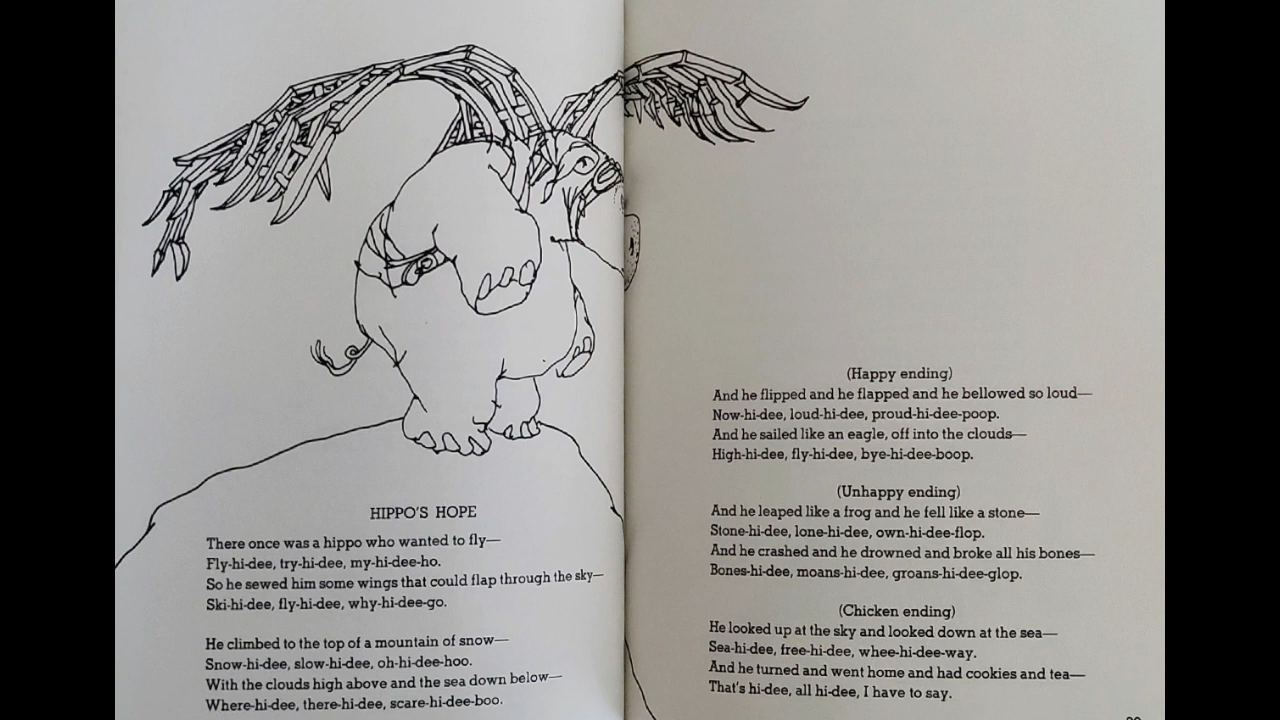 HIPPO'S HOPE
There once was a hippo who wanted to fly—
Fly-hi-dee, try-hi-dee, my-hi-dee-ho.
So he sewed him some wings that could flap through the sky—
Ski-hi-dee, fly-hi-dee, why-hi-dee-go.
He climbed to the top of a mountain of snow—
Snow-hi-dee, slow-hi-dee, oh-hi-dee-hoo.
With the clouds high above and the sea down below—
Where-hi-dee, there-hi-dee, scare-hi-dee-boo.
(Happy ending)
And he flipped and he flapped and he bellowed so loud—
Now-hi-dee, loud-hi-dee, proud-hi-dee-poop.
And he sailed like an eagle, off into the clouds—
High-hi-dee, fly-hi-dee, bye-hi-dee-boop.
(Unhappy ending)
And he leaped like a frog and he fell like a stone—
Stone-hi-dee, lone-hi-dee, own-hi-dee-flop.
And he crashed and he drowned and broke all his bones—
Bones-hi-dee, moans-hi-dee, groans-hi-dee-glop.
(Chicken ending)
He looked up at the sky and looked down at the sea—
Sea-hi-dee, free-hi-dee, whee-hi-dee-way.
And he turned and went home and had cookies and tea—
That's hi-dee, all hi-dee, I have to say.